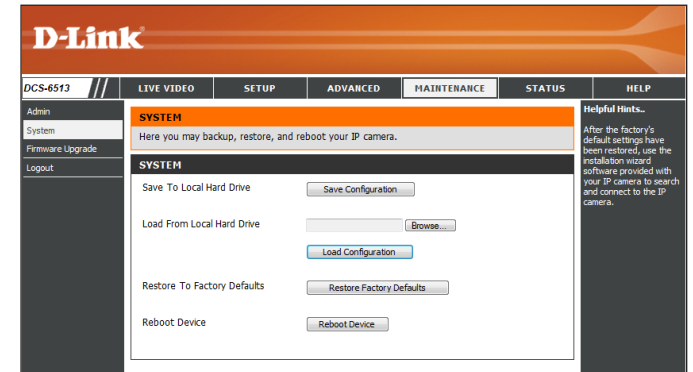 D-Link
DCS-6513 // LIVE VIDEO SETUP ADVANCED MAINTENANCE STATUS HELP
Admin
System
Firmware Upgrade
Logout
SYSTEM
Here you may backup, restore, and reboot your IP camera.
SYSTEM
Save To Local Hard Drive Save Configuration
Load From Local Hard Drive Browse...
Load Configuration
Restore To Factory Defaults Restore Factory Defaults
Reboot Device Reboot Device
Helpful Hints..
After the factory's
default settings have
been restored, use the
installation wizard
software provided with
your IP camera to search
and connect to the IP
camera.